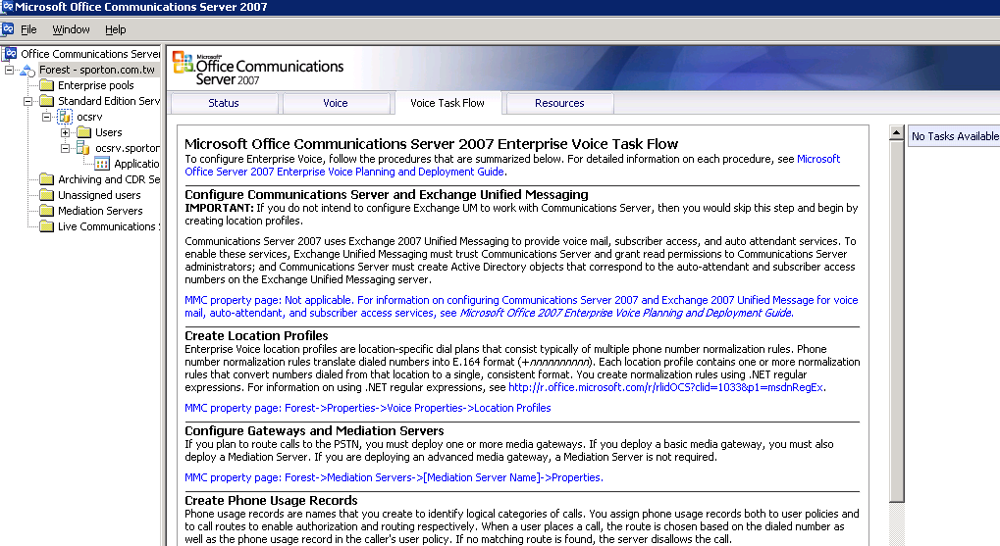 Microsoft Office Communications Server 2007
File Window Help
Office Communications Server
Forest - sporton.com.tw
Enterprise pools
Standard Edition Serv
ocsrv
Users
ocsrv.sporton
Applicatio
Archiving and CDR Se
Unassigned users
Mediation Servers
Live Communications S
Microsoft®
Office Communications
Server 2007
Status Voice Voice Task Flow Resources
Microsoft Office Communications Server 2007 Enterprise Voice Task Flow
To configure Enterprise Voice, follow the procedures that are summarized below. For detailed information on each procedure, see Microsoft
Office Server 2007 Enterprise Voice Planning and Deployment Guide.
Configure Communications Server and Exchange Unified Messaging
IMPORTANT: If you do not intend to configure Exchange UM to work with Communications Server, then you would skip this step and begin by
creating location profiles.
Communications Server 2007 uses Exchange 2007 Unified Messaging to provide voice mail, subscriber access, and auto attendant services. To
enable these services, Exchange Unified Messaging must trust Communications Server and grant read permissions to Communications Server
administrators; and Communications Server must create Active Directory objects that correspond to the auto-attendant and subscriber access
numbers on the Exchange Unified Messaging server.
MMC property page: Not applicable. For information on configuring Communications Server 2007 and Exchange 2007 Unified Message for voice
mail, auto-attendant, and subscriber access services, see Microsoft Office 2007 Enterprise Voice Planning and Deployment Guide.
Create Location Profiles
Enterprise Voice location profiles are location-specific dial plans that consist typically of multiple phone number normalization rules. Phone
number normalization rules translate dialed numbers into E.164 format (+nnnnnnnnnn). Each location profile contains one or more normalization
rules that convert numbers dialed from that location to a single, consistent format. You create normalization rules using .NET regular
expressions. For information on using .NET regular expressions, see http://r.office.microsoft.com/r/rlidOCS?clid=1033&p1=msdnRegEx.
MMC property page: Forest->Properties->Voice Properties->Location Profiles
Configure Gateways and Mediation Servers
If you plan to route calls to the PSTN, you must deploy one or more media gateways. If you deploy a basic media gateway, you must also
deploy a Mediation Server. If you are deploying an advanced media gateway, a Mediation Server is not required.
MMC property page: Forest->Mediation Servers->[Mediation Server Name]->Properties.
Create Phone Usage Records
Phone usage records are names that you create to identify logical categories of calls. You assign phone usage records both to user policies and
to call routes to enable authorization and routing respectively. When a user places a call, the route is chosen based on the dialed number as
well as the phone usage record in the caller's user policy. If no matching route is found, the server disallows the call.
No Tasks Available